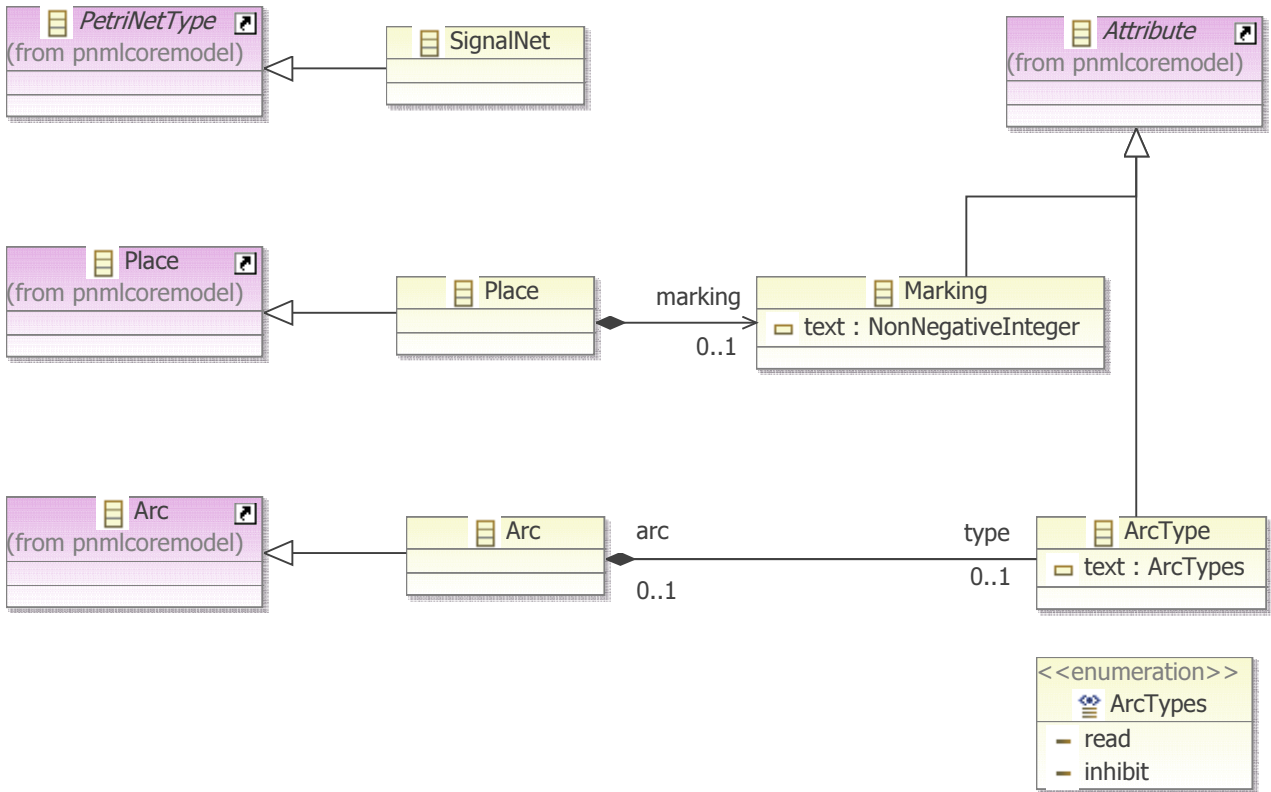 PetriNetType
(from pnmlcoremodel)
SignalNet
Attribute
(from pnmlcoremodel)
Place
(from pnmlcoremodel)
Place
marking
0..1
Marking
text : NonNegativeInteger
Arc
(from pnmlcoremodel)
Arc
arc
0..1
type
0..1
ArcType
text : ArcTypes
<<enumeration>>
ArcTypes
read
inhibit